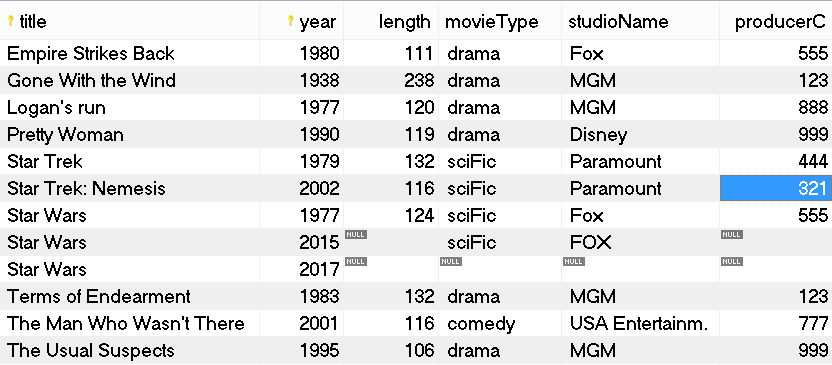 title year length movieType studioName producerC
Empire Strikes Back 1980 111 drama Fox 555
Gone With the Wind 1938 238 drama MGM 123
Logan's run 1977 120 drama MGM 888
Pretty Woman 1990 119 drama Disney 999
Star Trek 1979 132 sciFic Paramount 444
Star Trek: Nemesis 2002 116 sciFic Paramount 321
Star Wars 1977 124 sciFic Fox 555
Star Wars 2015 NULL sciFic FOX NULL
Star Wars 2017 NULL NULL NULL NULL
Terms of Endearment 1983 132 drama MGM 123
The Man Who Wasn't There 2001 116 comedy USA Entertainm. 777
The Usual Suspects 1995 106 drama MGM 999